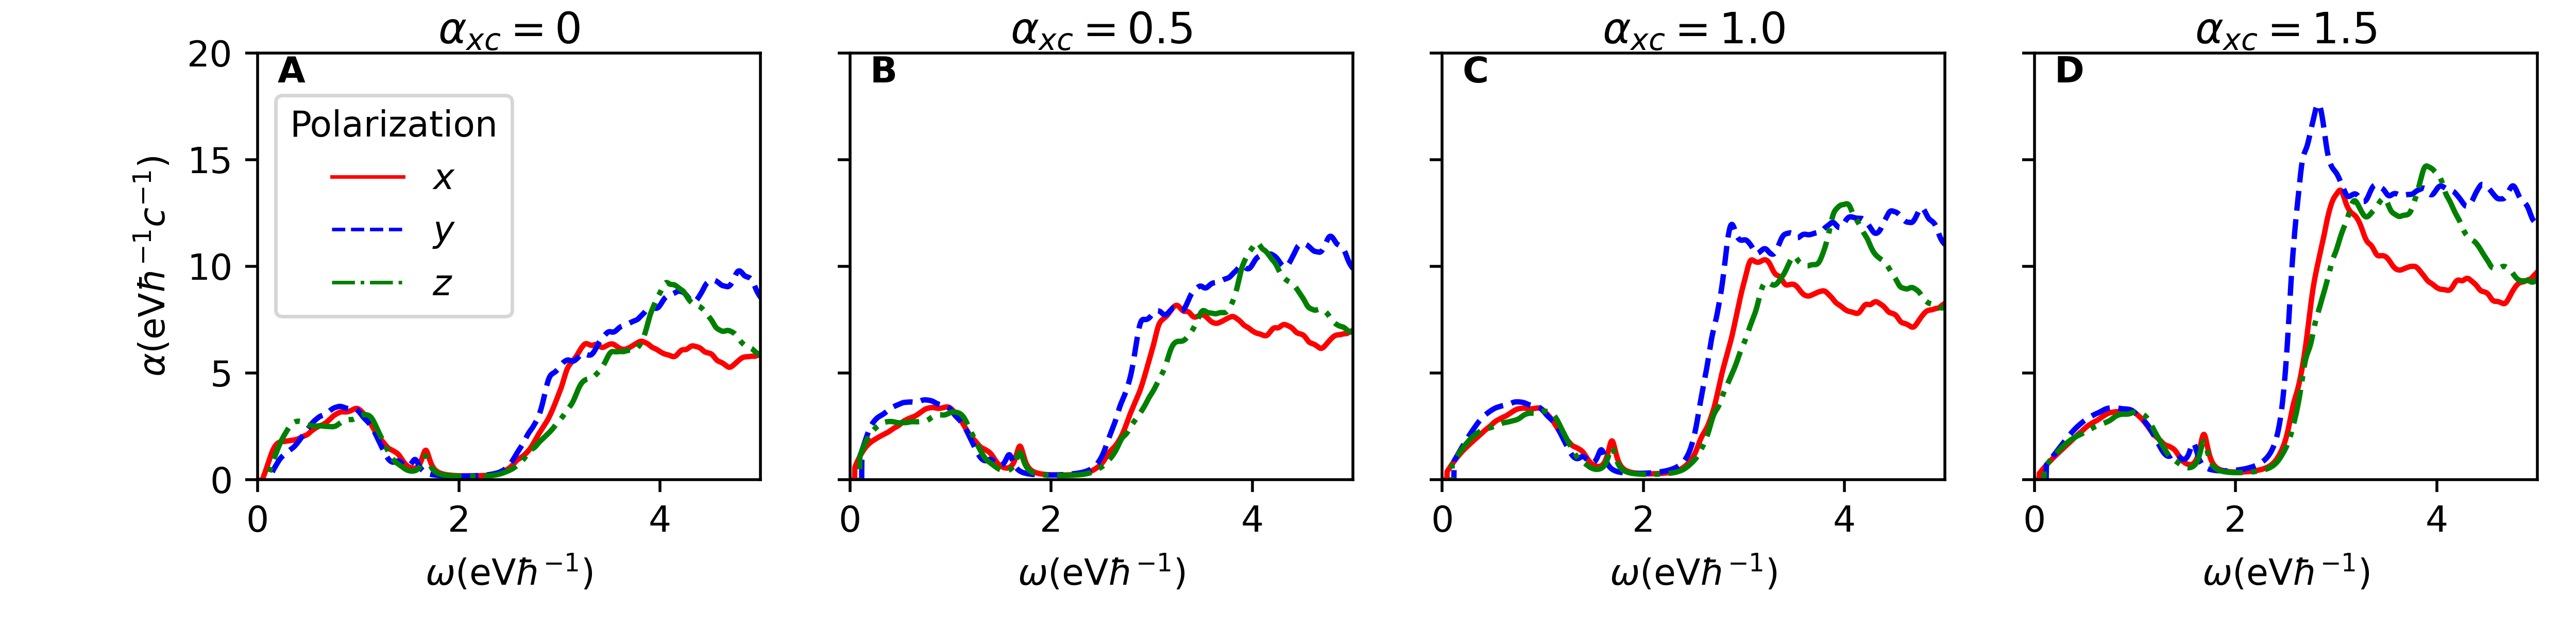 α_xc = 0
α_xc = 0.5
α_xc = 1.0
α_xc = 1.5
A
B
C
D
Polarization
x
y
z
α(eVħ⁻¹c⁻¹)
20
15
10
5
0
0 2 4
0 2 4
0 2 4
0 2 4
ω(eVħ⁻¹)
ω(eVħ⁻¹)
ω(eVħ⁻¹)
ω(eVħ⁻¹)